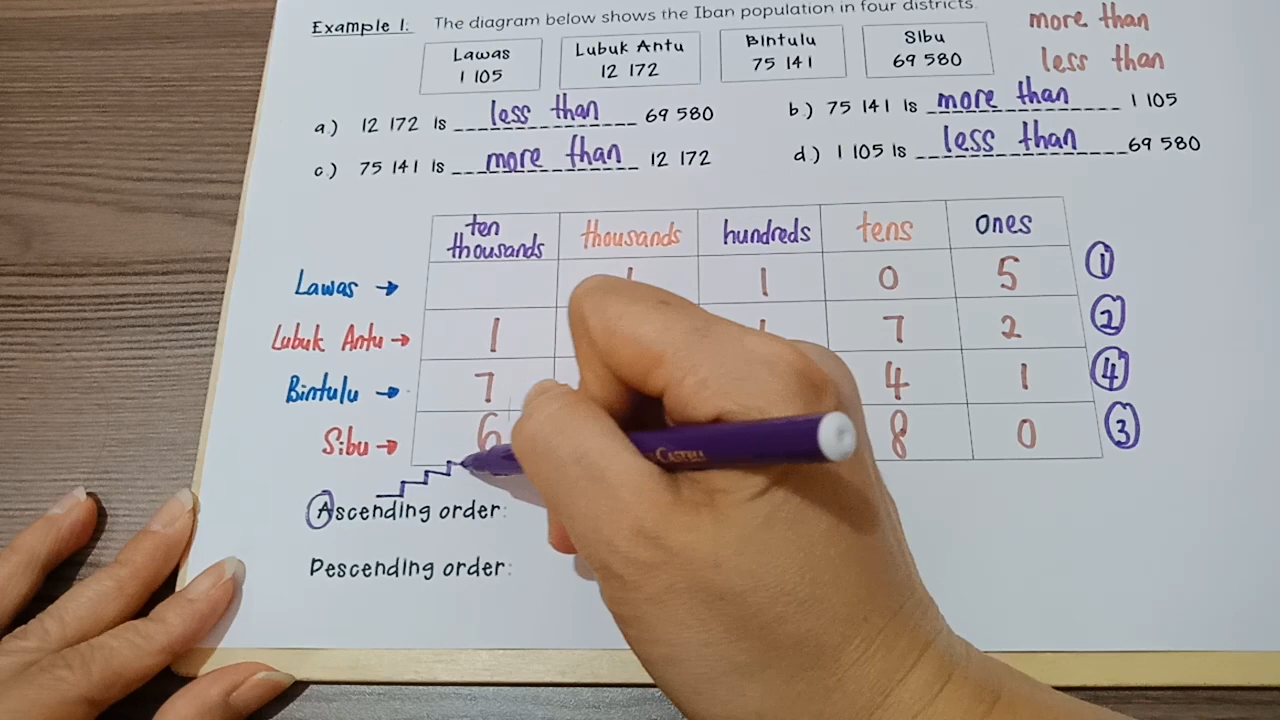 Example 1: The diagram below shows the Iban population in four districts.
more than
less than
Lawas
1 105
Lubuk Antu
12 172
Bintulu
75 141
Sibu
69 580
a.) 12 172 is less than 69 580
b.) 75 141 is more than 1 105
c.) 75 141 is more than 12 172
d.) 1 105 is less than 69 580
ten thousands thousands hundreds tens ones
Lawas → 1 1 0 5 1
Lubuk Antu → 1 1 7 2 2
Bintulu → 7 4 1 4
Sibu → 6 8 0 3
Ascending order:
Descending order: